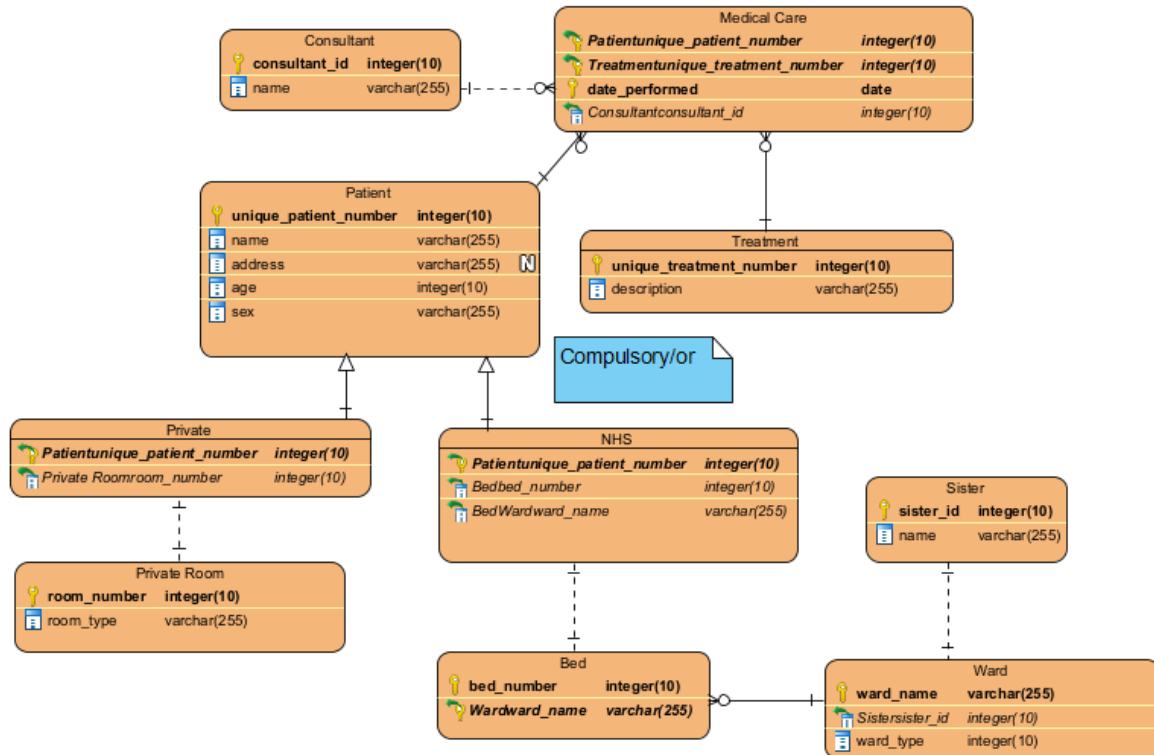 Consultant
consultant_id integer(10)
name varchar(255)
Medical Care
Patientunique_patient_number integer(10)
Treatmentunique_treatment_number integer(10)
date_performed date
Consultantconsultant_id integer(10)
Patient
unique_patient_number integer(10)
name varchar(255)
address varchar(255) N
age integer(10)
sex varchar(255)
Treatment
unique_treatment_number integer(10)
description varchar(255)
Compulsory/or
Private
Patientunique_patient_number integer(10)
Private Roomroom_number integer(10)
NHS
Patientunique_patient_number integer(10)
Bedbed_number integer(10)
BedWardward_name varchar(255)
Sister
sister_id integer(10)
name varchar(255)
Private Room
room_number integer(10)
room_type varchar(255)
Bed
bed_number integer(10)
Wardward_name varchar(255)
Ward
ward_name varchar(255)
Sistersister_id integer(10)
ward_type integer(10)